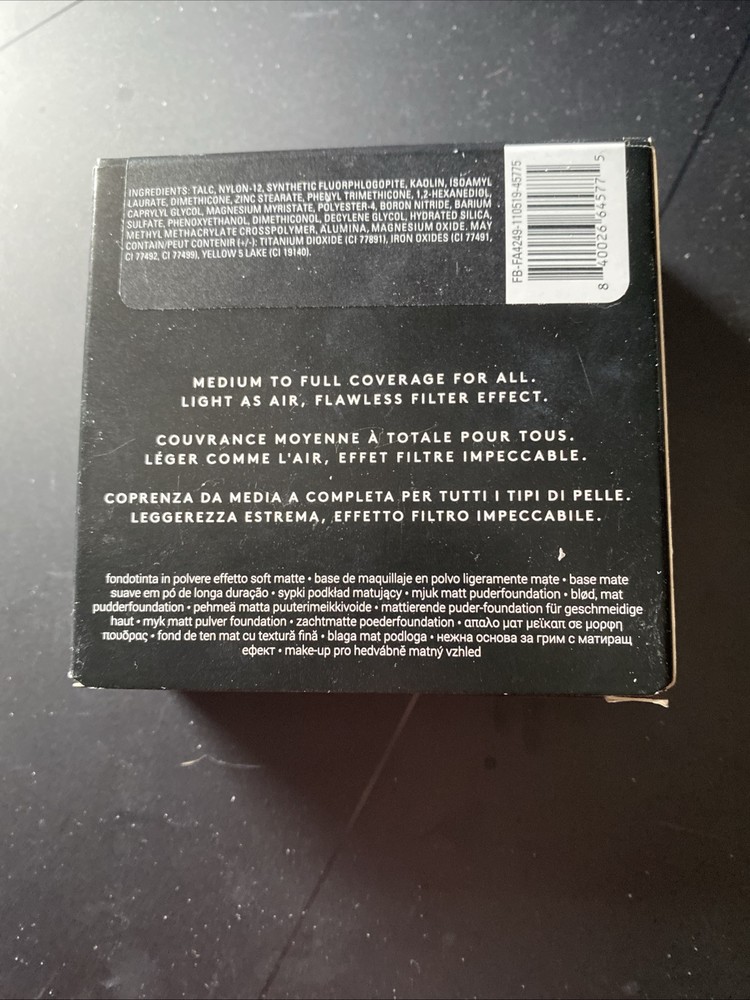 INGREDIENTS: TALC, NYLON-12, SYNTHETIC FLUORPHLOGOPITE, KAOLIN, ISOAMYL
LAURATE, DIMETHICONE, ZINC STEARATE, PHENYL TRIMETHICONE, 1,2-HEXANEDIOL,
CAPRYLYL GLYCOL, MAGNESIUM MYRISTATE, POLYESTER-4, BORON NITRIDE, BARIUM
SULFATE, PHENOXYETHANOL, DIMETHICONOL, DECYLENE GLYCOL, HYDRATED SILICA,
METHYL METHACRYLATE CROSSPOLYMER, ALUMINA, MAGNESIUM OXIDE. MAY
CONTAIN/PEUT CONTENIR (+/-): TITANIUM DIOXIDE (CI 77891), IRON OXIDES (CI 77491,
CI 77492, CI 77499), YELLOW 5 LAKE (CI 19140).
FB-FA4249-110519-45775
8 40026 64577 5
MEDIUM TO FULL COVERAGE FOR ALL.
LIGHT AS AIR, FLAWLESS FILTER EFFECT.
COUVRANCE MOYENNE À TOTALE POUR TOUS.
LÉGER COMME L'AIR, EFFET FILTRE IMPECCABLE.
COPRENZA DA MEDIA A COMPLETA PER TUTTI I TIPI DI PELLE.
LEGGEREZZA ESTREMA, EFFETTO FILTRO IMPECCABILE.
fondotinta in polvere effetto soft matte • base de maquillaje en polvo ligeramente mate • base mate
suave em pó de longa duração • sypki podkład matujący • mjuk matt puderfoundation • blød, mat
pudderfoundation • pehmeä matta puuterimeikkivoide • mattierende puder-foundation für geschmeidige
haut • myk matt pulver foundation • zachtmatte poederfoundation • απαλο ματ μεϊκαπ σε μορφη
πουδρας • fond de ten mat cu textură fină • blaga mat podloga • нежна основа за грим с матиращ
ефект • make-up pro hedvábně matný vzhled